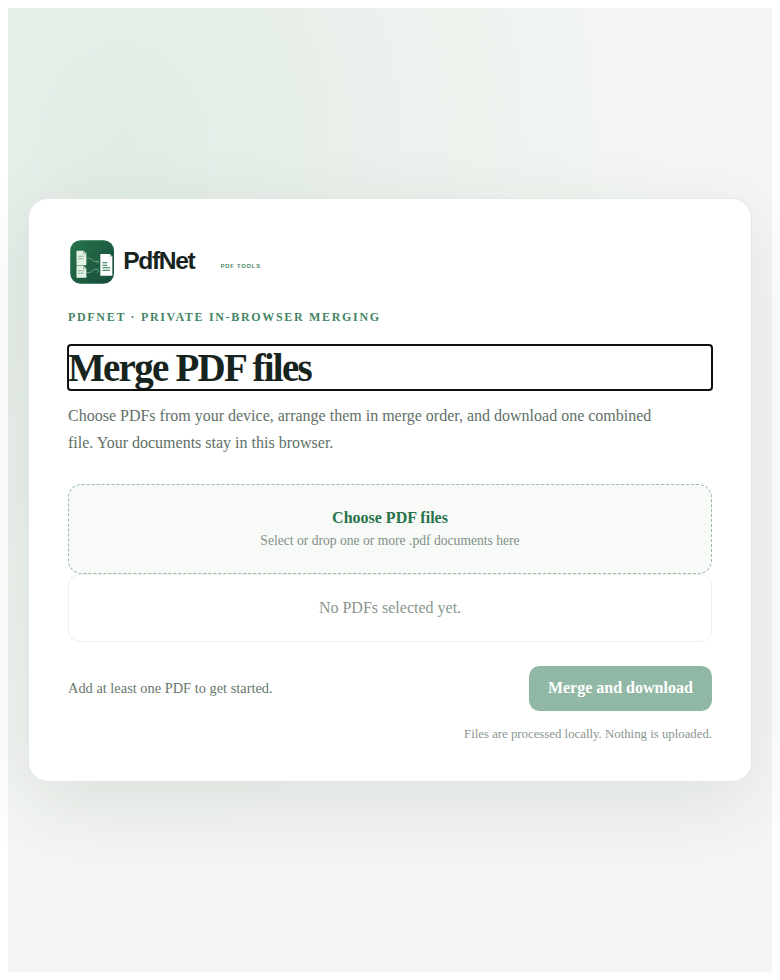 PdfNet
PDF TOOLS
PDFNET · PRIVATE IN-BROWSER MERGING
Merge PDF files
Choose PDFs from your device, arrange them in merge order, and download one combined
file. Your documents stay in this browser.
Choose PDF files
Select or drop one or more .pdf documents here
No PDFs selected yet.
Add at least one PDF to get started.
Merge and download
Files are processed locally. Nothing is uploaded.